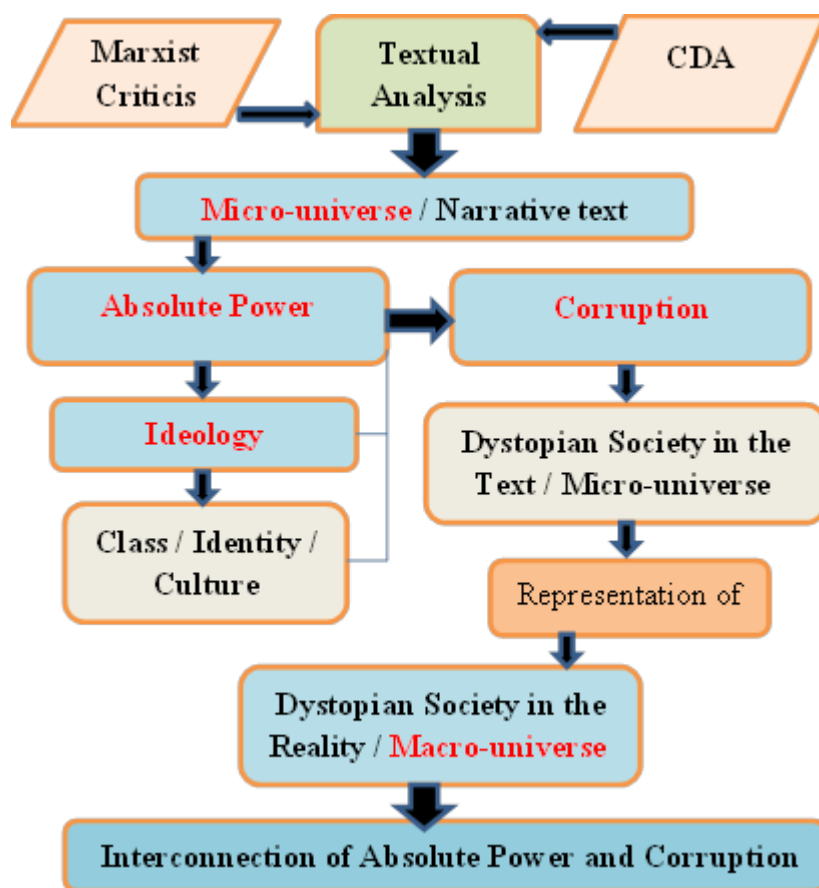 Marxist
Criticis
Textual
Analysis
CDA
Micro-universe / Narrative text
Absolute Power
Corruption
Ideology
Dystopian Society in the
Text / Micro-universe
Class / Identity /
Culture
Representation of
Dystopian Society in the
Reality / Macro-universe
Interconnection of Absolute Power and Corruption